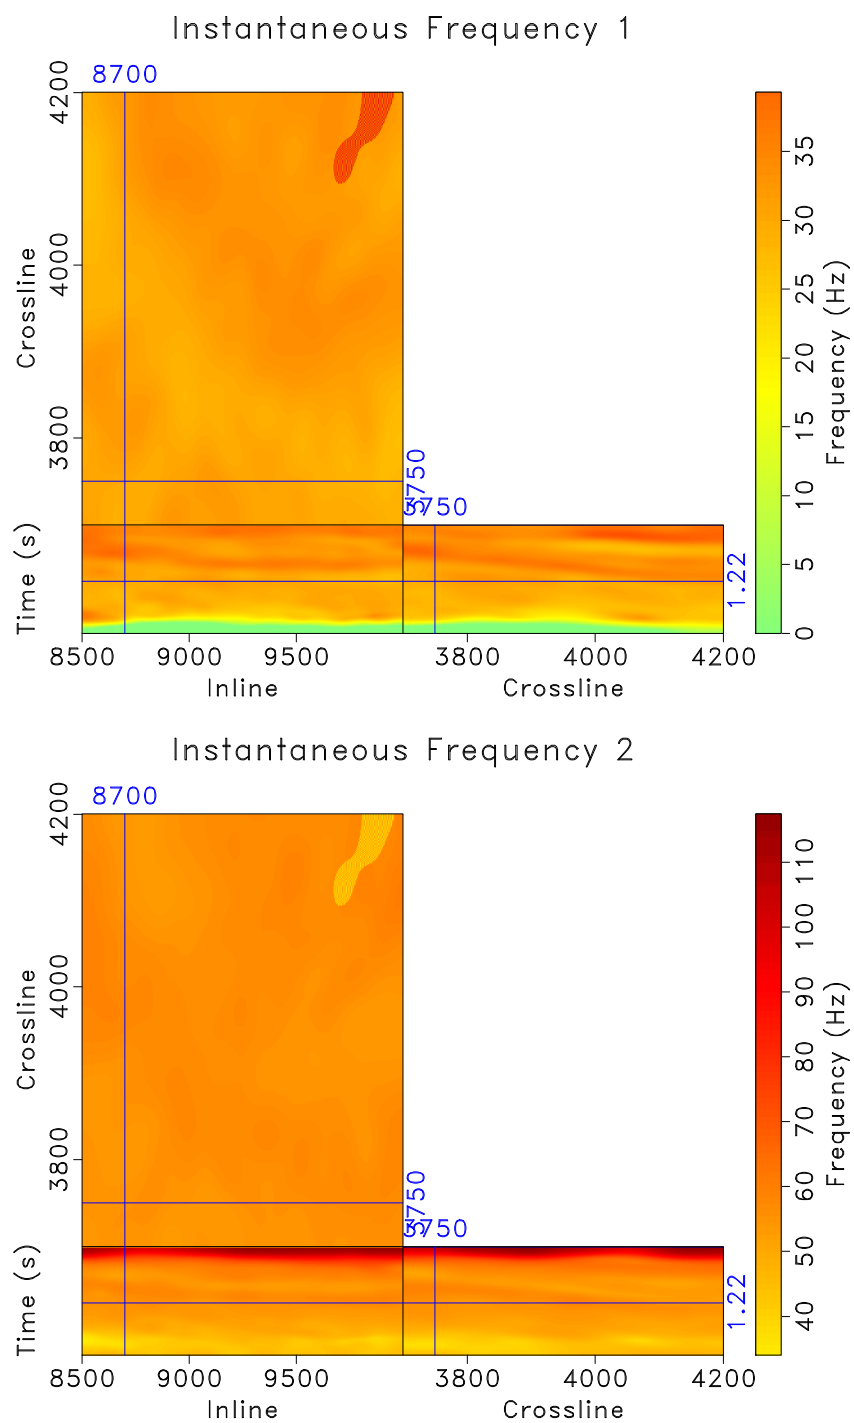 Instantaneous Frequency 1
8700
4200
4000
3800
Crossline
3750
3750
Time (s)
1.22
8500 9000 9500 3800 4000 4200
Inline Crossline
35
30
25
20
15
10
5
0
Frequency (Hz)
Instantaneous Frequency 2
8700
4200
4000
3800
Crossline
3750
3750
Time (s)
1.22
8500 9000 9500 3800 4000 4200
Inline Crossline
110
100
90
80
70
60
50
40
Frequency (Hz)